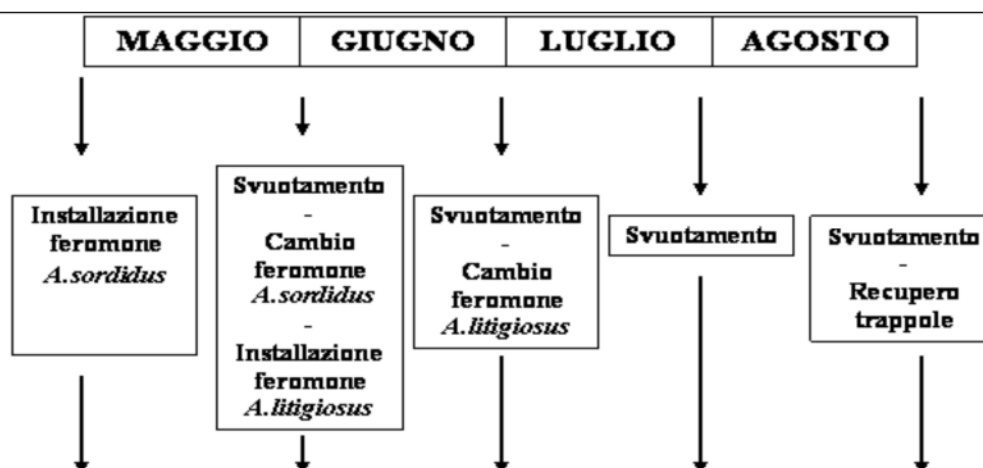 MAGGIO GIUGNO LUGLIO AGOSTO
Installazione
feromone
A.sordidus
Svuotamento
-
Cambio
feromone
A.sordidus
-
Installazione
feromone
A.litigiosus
Svuotamento
-
Cambio
feromone
A.litigiosus
Svuotamento
Svuotamento
-
Recupero
trappole